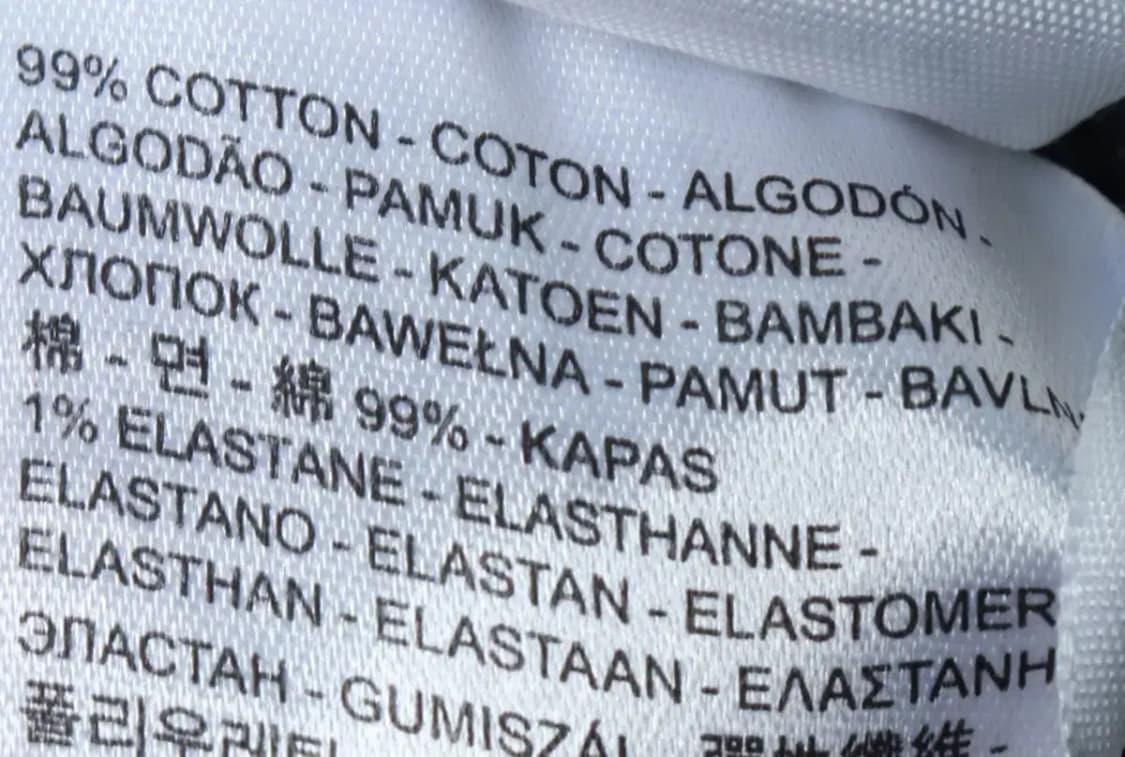 99% COTTON - COTON - ALGODÓN -
ALGODÃO - PAMUK - COTONE -
BAUMWOLLE - KATOEN - BAMBAKI -
ХЛОПОК - BAWEŁNA - PAMUT -
棉 - 면 - 綿 99% - KAPAS
1% ELASTANE - ELASTHANNE -
ELASTANO - ELASTAN - ELASTOMER
ELASTHAN - ELASTAAN - ΕΛΑΣΤΑΝΗ
ЭЛАСТАН - GUMISZÁL